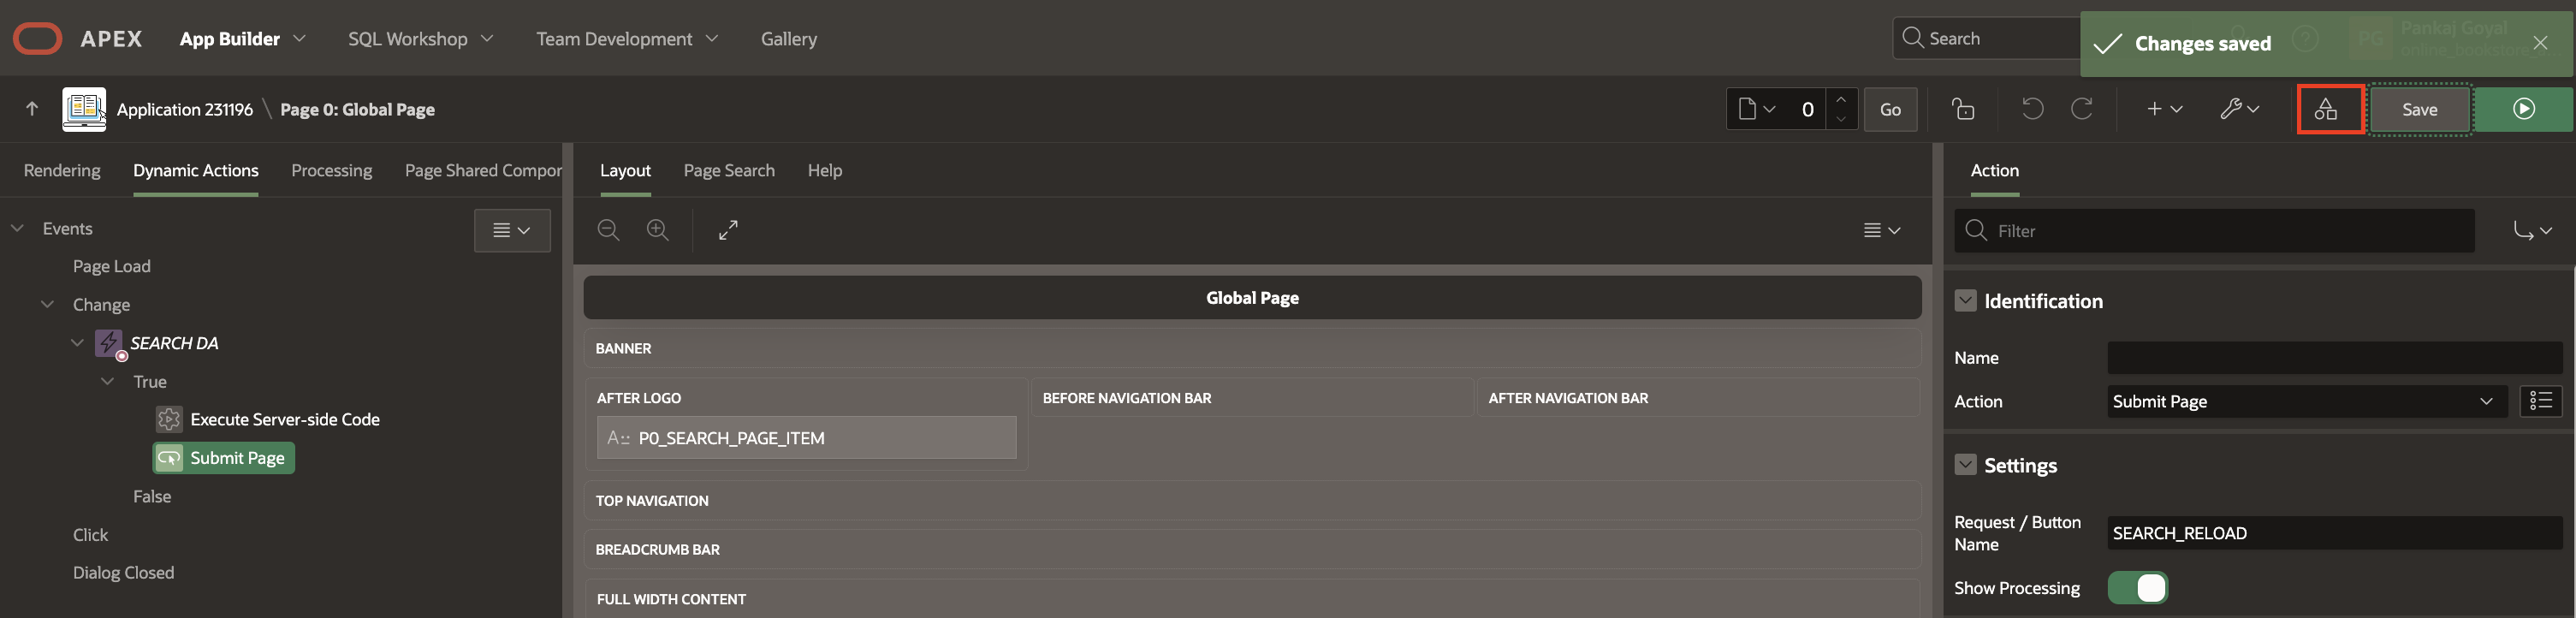 APEX App Builder SQL Workshop Team Development Gallery Search Changes saved PG Pankaj Goyal
Application 231196 \ Page 0: Global Page 0 Go Save
Rendering Dynamic Actions Processing Page Shared Compor
Layout Page Search Help
Action
Events
Filter
Page Load
Change
SEARCH DA
True
Execute Server-side Code
Submit Page
False
Click
Dialog Closed
Global Page
BANNER
AFTER LOGO BEFORE NAVIGATION BAR AFTER NAVIGATION BAR
P0_SEARCH_PAGE_ITEM
TOP NAVIGATION
BREADCRUMB BAR
FULL WIDTH CONTENT
Identification
Name
Action Submit Page
Settings
Request / Button
Name
SEARCH_RELOAD
Show Processing